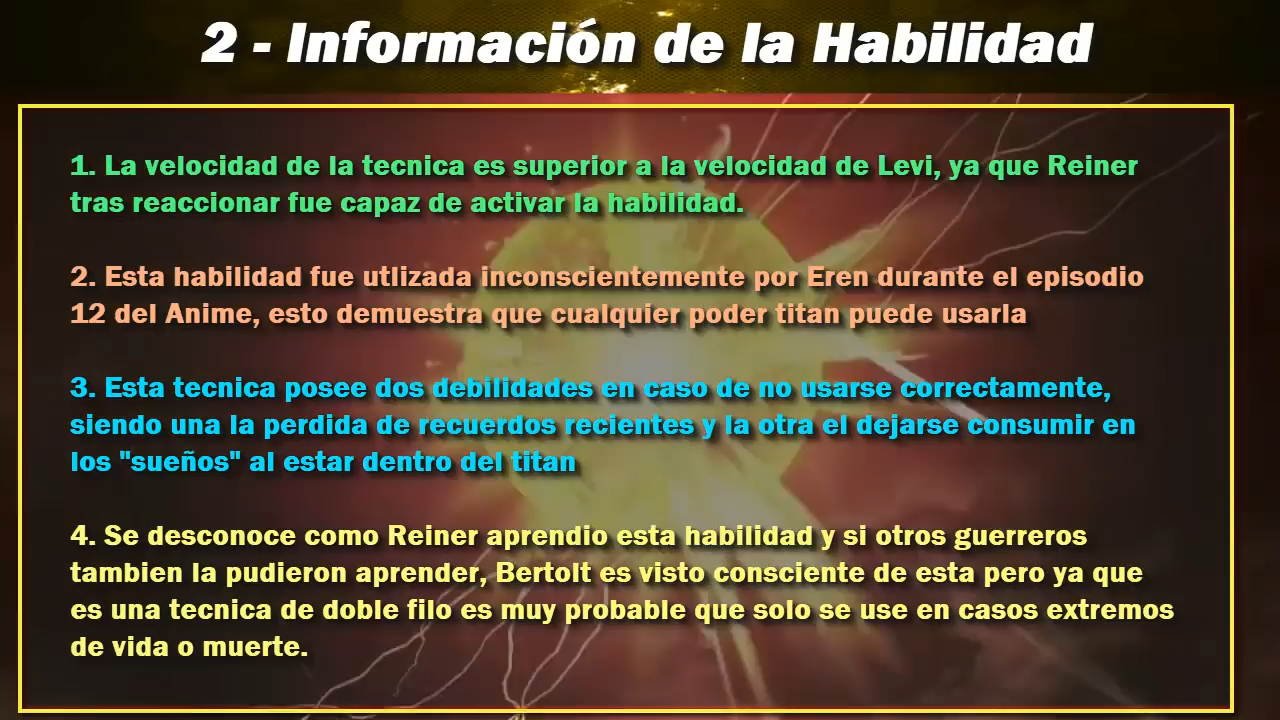 2 - Información de la Habilidad
1. La velocidad de la tecnica es superior a la velocidad de Levi, ya que Reiner
tras reaccionar fue capaz de activar la habilidad.
2. Esta habilidad fue utlizada inconscientemente por Eren durante el episodio
12 del Anime, esto demuestra que cualquier poder titan puede usarla
3. Esta tecnica posee dos debilidades en caso de no usarse correctamente,
siendo una la perdida de recuerdos recientes y la otra el dejarse consumir en
los "sueños" al estar dentro del titan
4. Se desconoce como Reiner aprendio esta habilidad y si otros guerreros
tambien la pudieron aprender, Bertolt es visto consciente de esta pero ya que
es una tecnica de doble filo es muy probable que solo se use en casos extremos
de vida o muerte.